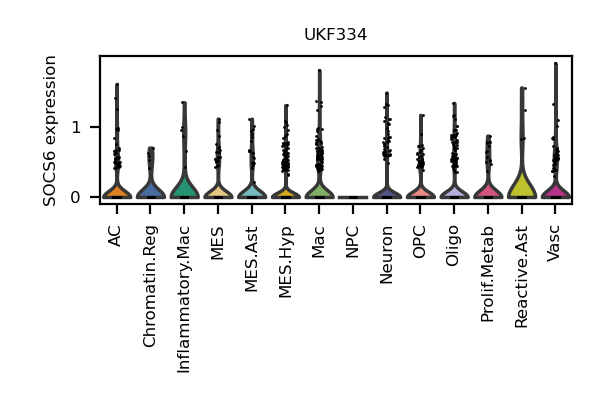 UKF334
SOCS6 expression
1
0
AC
Chromatin.Reg
Inflammatory.Mac
MES
MES.Ast
MES.Hyp
Mac
NPC
Neuron
OPC
Oligo
Prolif.Metab
Reactive.Ast
Vasc